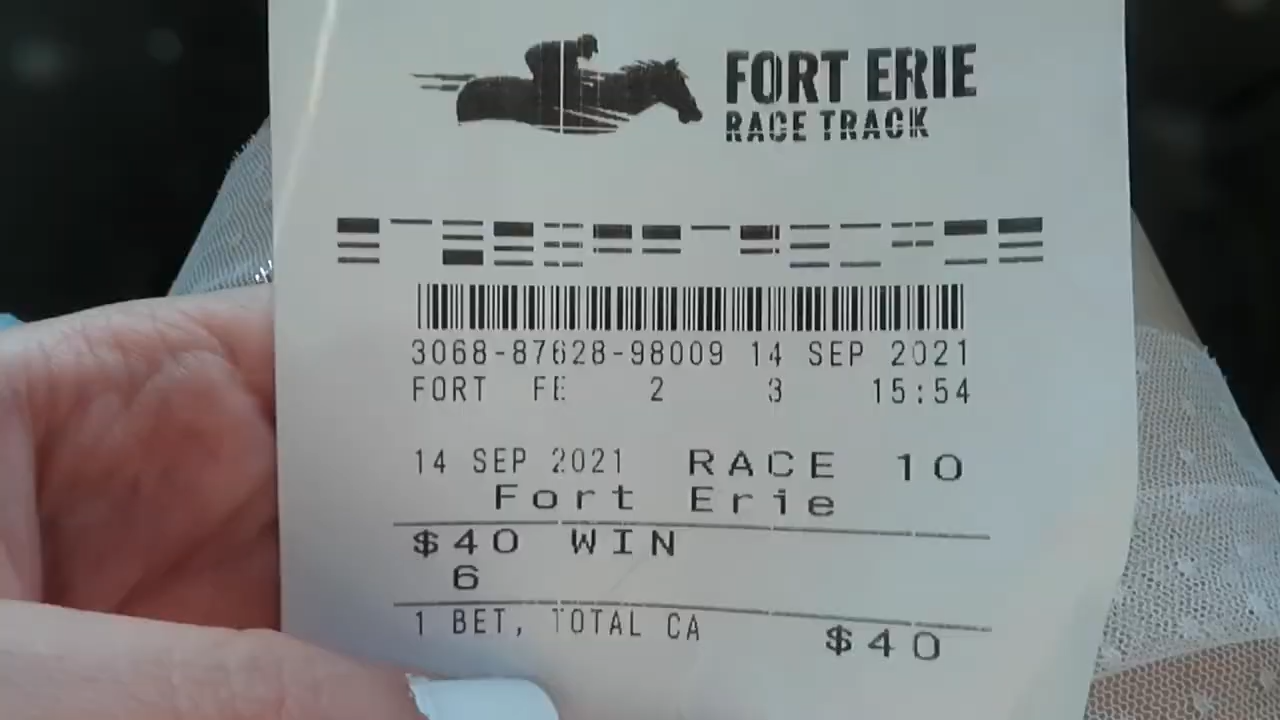 FORT ERIE
RACE TRACK
3068-87628-98009 14 SEP 2021
FORT FE 2 3 15:54
14 SEP 2021 RACE 10
Fort Erie
$40 WIN
6
1 BET, TOTAL CA $40